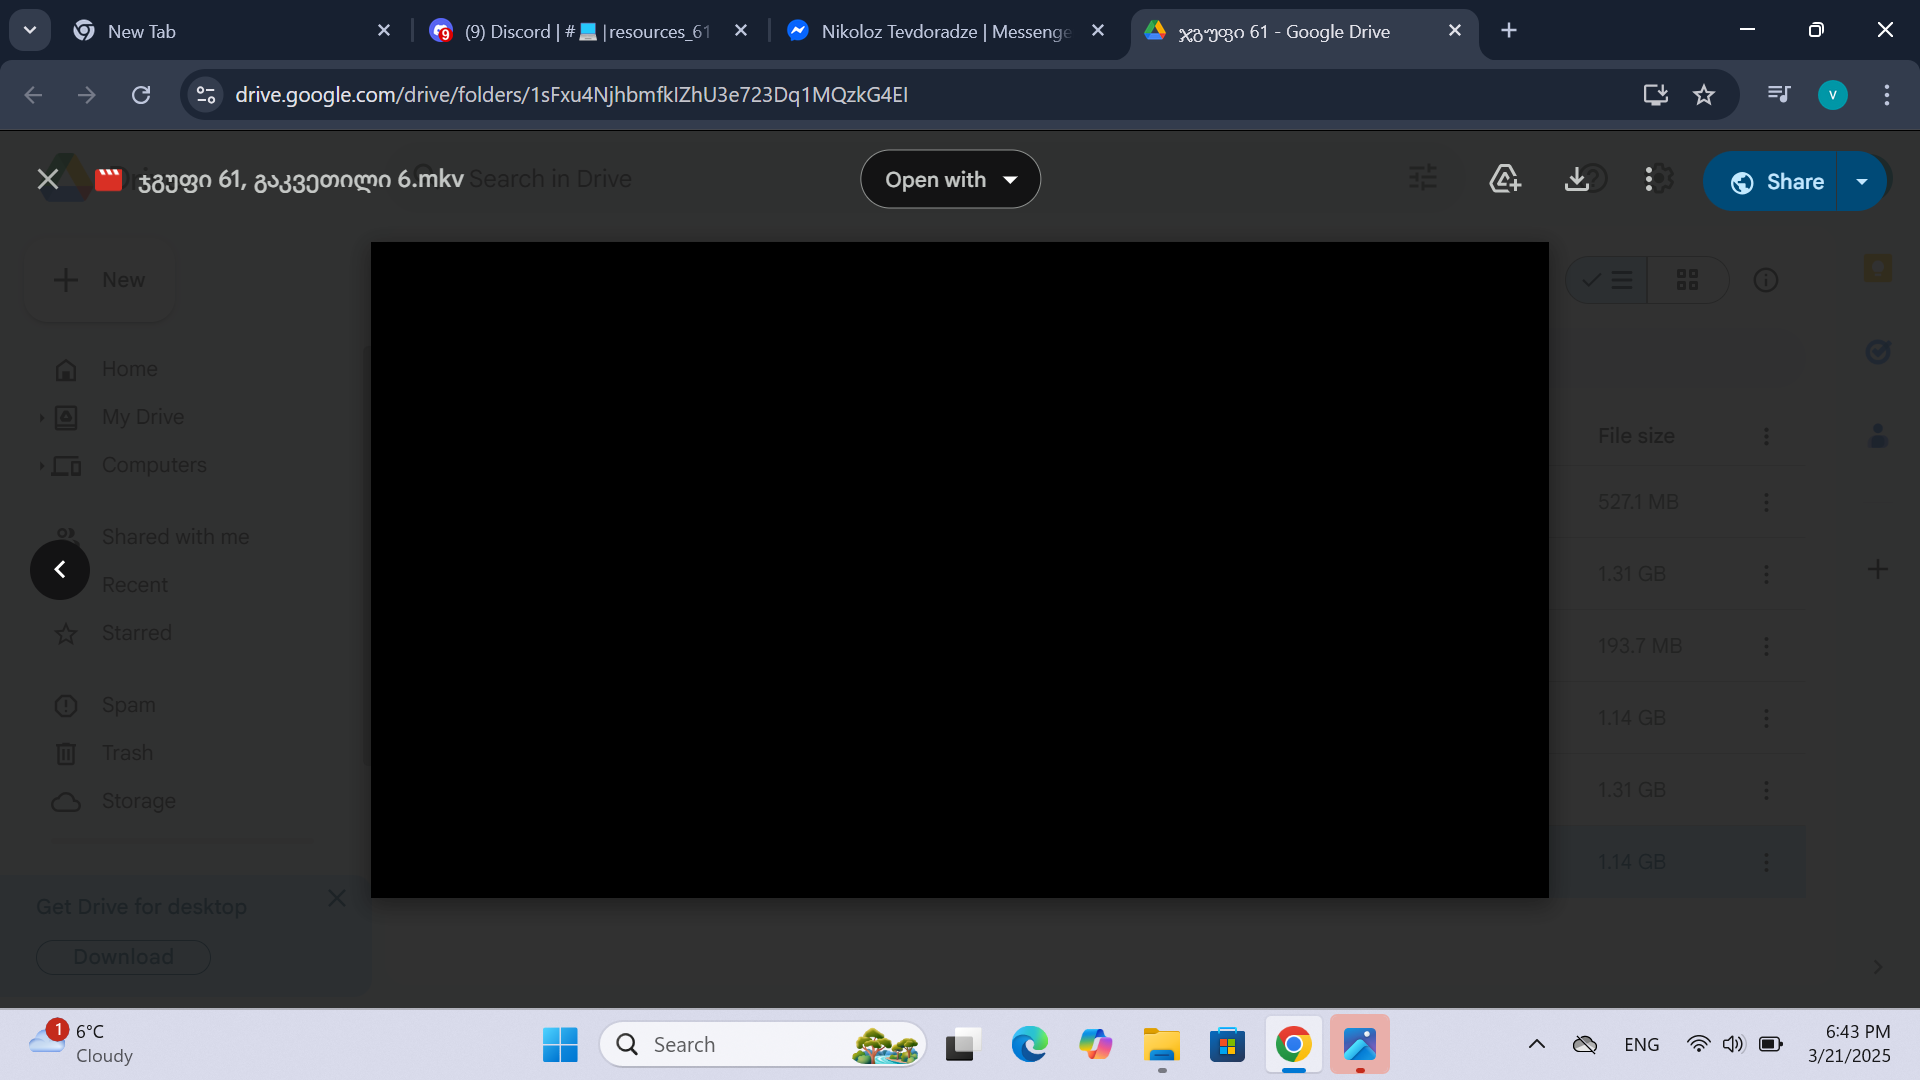 New Tab
(9) Discord | #💻|resources_61
Nikoloz Tevdoradze | Messenge
ჯგუფი 61 - Google Drive
drive.google.com/drive/folders/1sFxu4NjhbmfkIZhU3e723Dq1MQzkG4EI
V
ჯგუფი 61, გაკვეთილი 6.mkv
Search in Drive
Open with
Share
New
Home
My Drive
Computers
Shared with me
Recent
Starred
Spam
Trash
Storage
Get Drive for desktop
Download
File size
527.1 MB
1.31 GB
193.7 MB
1.14 GB
1.31 GB
1.14 GB
1
6°C
Cloudy
Search
ENG
6:43 PM
3/21/2025